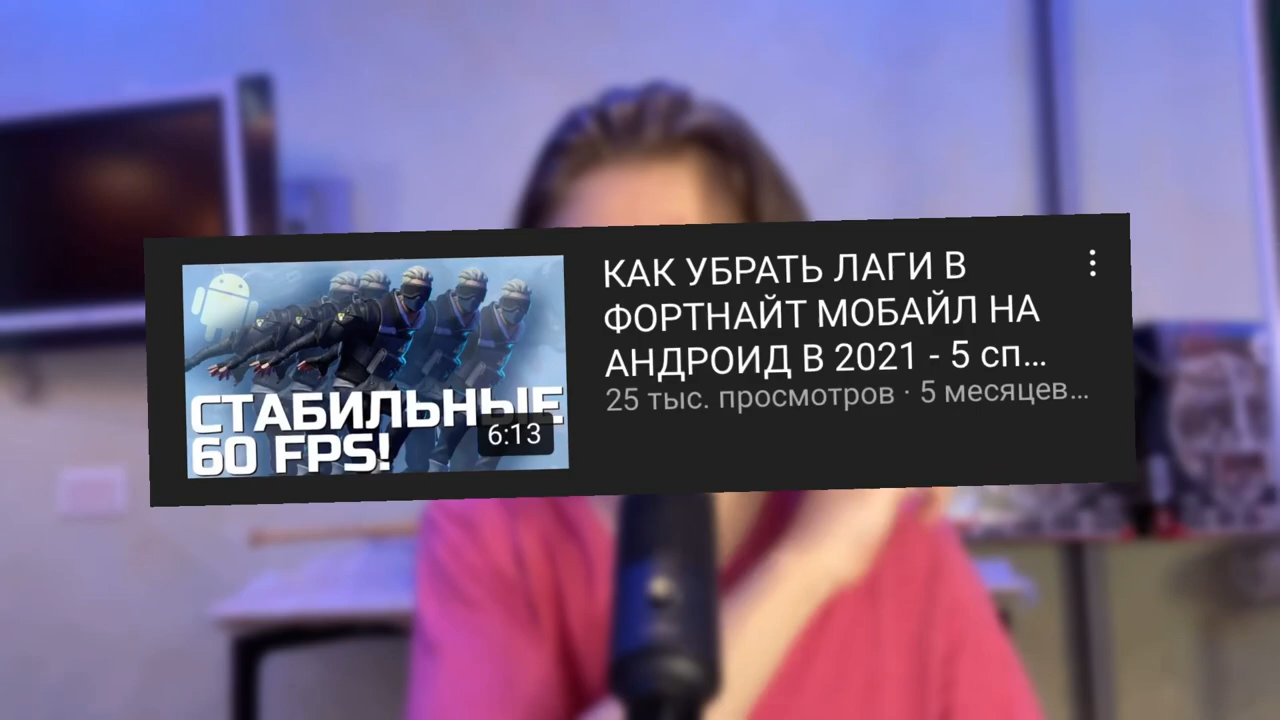 КАК УБРАТЬ ЛАГИ В
ФОРТНАЙТ МОБАЙЛ НА
АНДРОИД В 2021 - 5 сп...
25 тыс. просмотров · 5 месяцев...
СТАБИЛЬНЫЕ
60 FPS!
6:13